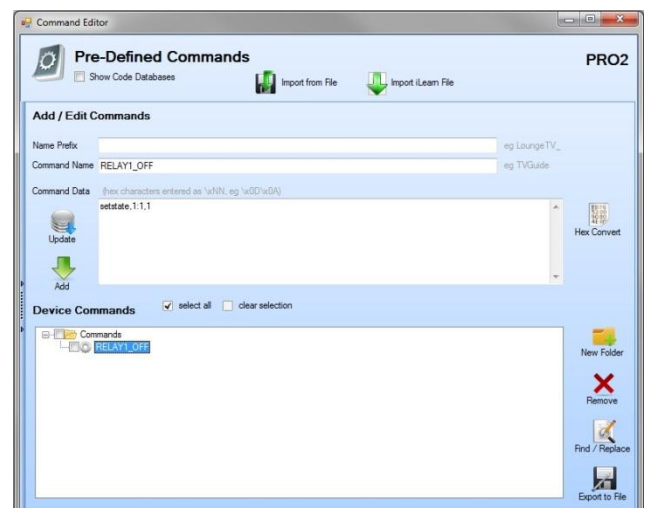 Command Editor
Pre-Defined Commands
PRO2
Show Code Databases
Import from File
Import iLearn File
Add / Edit Commands
Name Prefix
eg LoungeTV_
Command Name RELAY1_OFF
eg TVGuide
Command Data (hex characters entered as \xNN, eg \x0D\x0A)
setstate,1:1,1
Update
Hex Convert
Add
Device Commands
select all
clear selection
Commands
RELAY1_OFF
New Folder
Remove
Find / Replace
Export to File